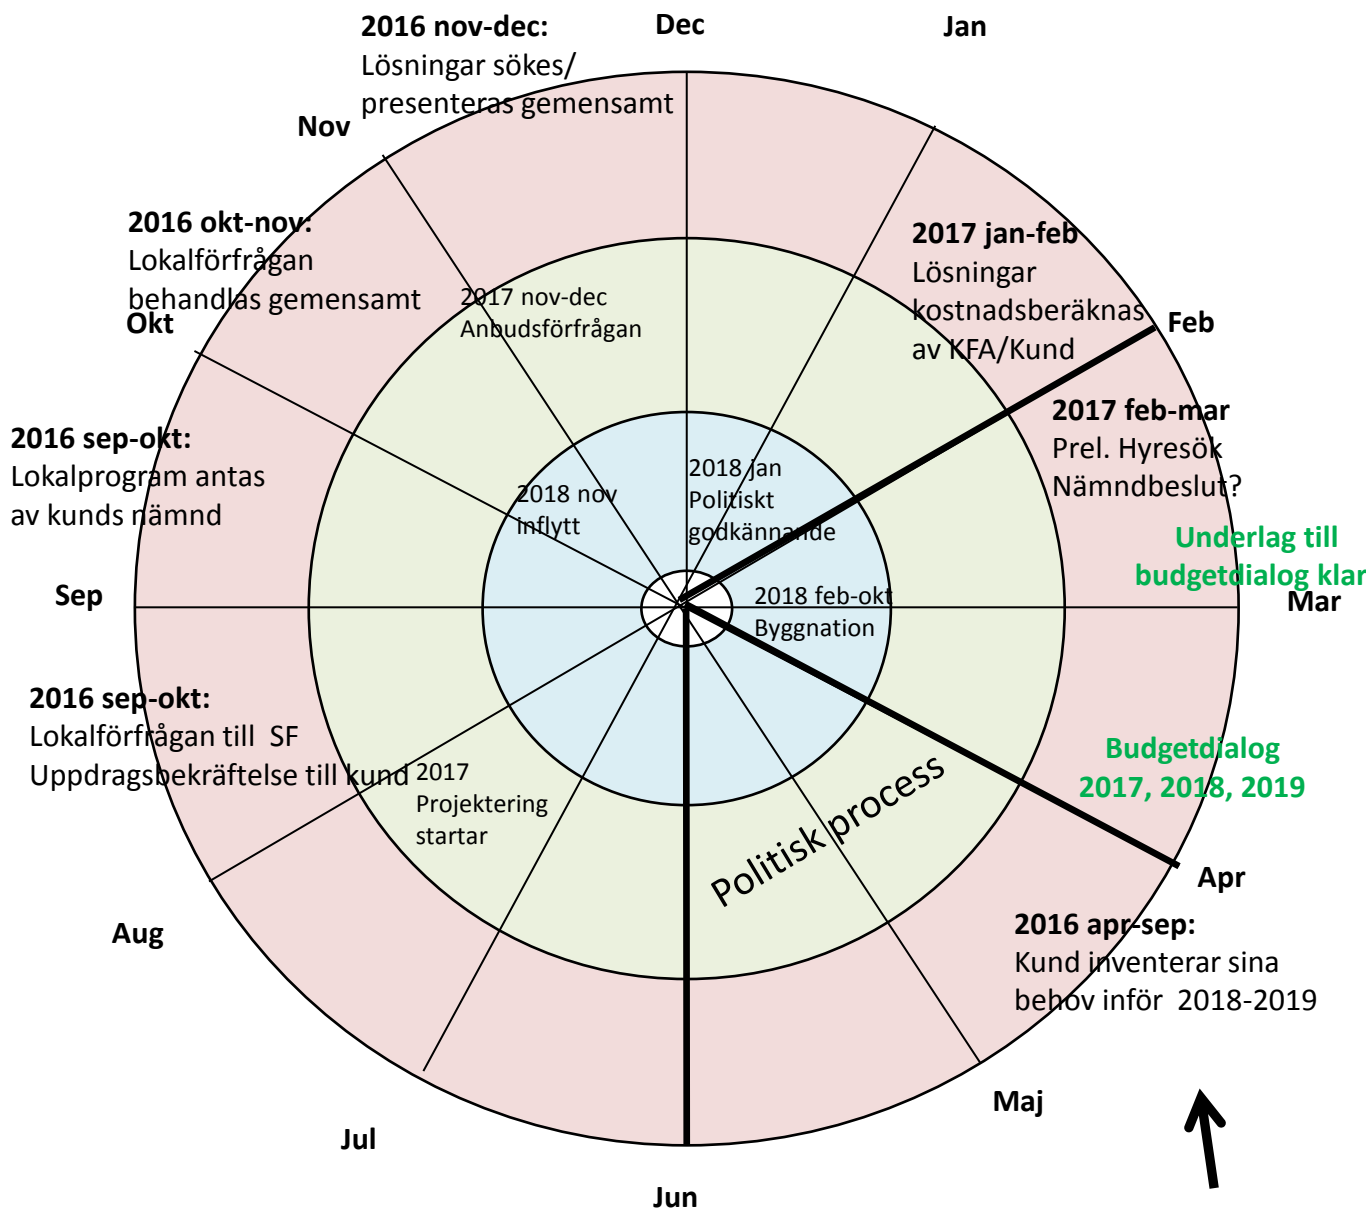 2016 nov-dec:
Lösningar sökes/
presenteras gemensamt
Dec
Jan
Nov
2016 okt-nov:
Lokalförfrågan
behandlas gemensamt
Okt
2017 nov-dec
Anbudsförfrågan
2017 jan-feb
Lösningar
kostnadsberäknas
av KFA/Kund
Feb
2017 feb-mar
Prel. Hyresök
Nämndbeslut?
2016 sep-okt:
Lokalprogram antas
av kunds nämnd
2018 nov
inflytt
2018 jan
Politiskt
godkännande
Underlag till
budgetdialog klar
Sep
2018 feb-okt
Byggnation
Mar
2016 sep-okt:
Lokalförfrågan till  SF
Uppdragsbekräftelse till kund
2017
Projektering
startar
Politisk process
Budgetdialog
2017, 2018, 2019
Apr
Aug
2016 apr-sep:
Kund inventerar sina
behov inför  2018-2019
Maj
Jul
Jun